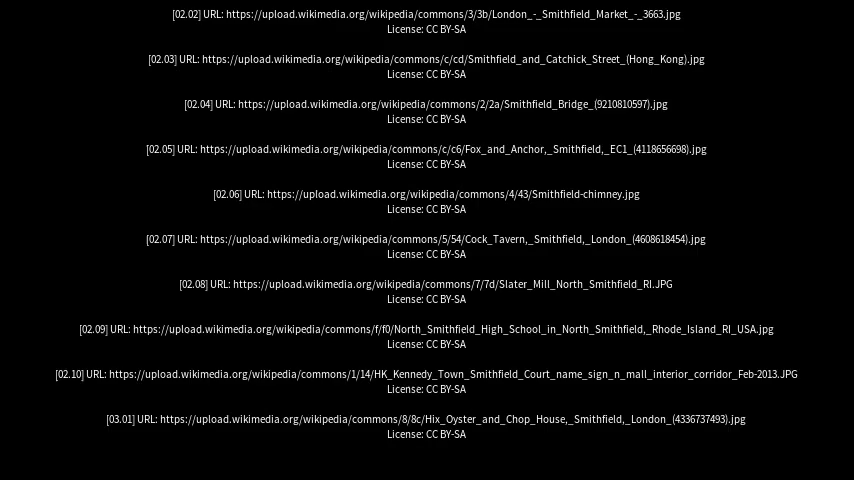 [02.02] URL: https://upload.wikimedia.org/wikipedia/commons/3/3b/London_-_Smithfield_Market_-_3663.jpg
License: CC BY-SA
[02.03] URL: https://upload.wikimedia.org/wikipedia/commons/c/cd/Smithfield_and_Catchick_Street_(Hong_Kong).jpg
License: CC BY-SA
[02.04] URL: https://upload.wikimedia.org/wikipedia/commons/2/2a/Smithfield_Bridge_(9210810597).jpg
License: CC BY-SA
[02.05] URL: https://upload.wikimedia.org/wikipedia/commons/c/c6/Fox_and_Anchor,_Smithfield,_EC1_(4118656698).jpg
License: CC BY-SA
[02.06] URL: https://upload.wikimedia.org/wikipedia/commons/4/43/Smithfield-chimney.jpg
License: CC BY-SA
[02.07] URL: https://upload.wikimedia.org/wikipedia/commons/5/54/Cock_Tavern,_Smithfield,_London_(4608618454).jpg
License: CC BY-SA
[02.08] URL: https://upload.wikimedia.org/wikipedia/commons/7/7d/Slater_Mill_North_Smithfield_RI.JPG
License: CC BY-SA
[02.09] URL: https://upload.wikimedia.org/wikipedia/commons/f/f0/North_Smithfield_High_School_in_North_Smithfield,_Rhode_Island_RI_USA.jpg
License: CC BY-SA
[02.10] URL: https://upload.wikimedia.org/wikipedia/commons/1/14/HK_Kennedy_Town_Smithfield_Court_name_sign_n_mall_interior_corridor_Feb-2013.JPG
License: CC BY-SA
[03.01] URL: https://upload.wikimedia.org/wikipedia/commons/8/8c/Hix_Oyster_and_Chop_House,_Smithfield,_London_(4336737493).jpg
License: CC BY-SA